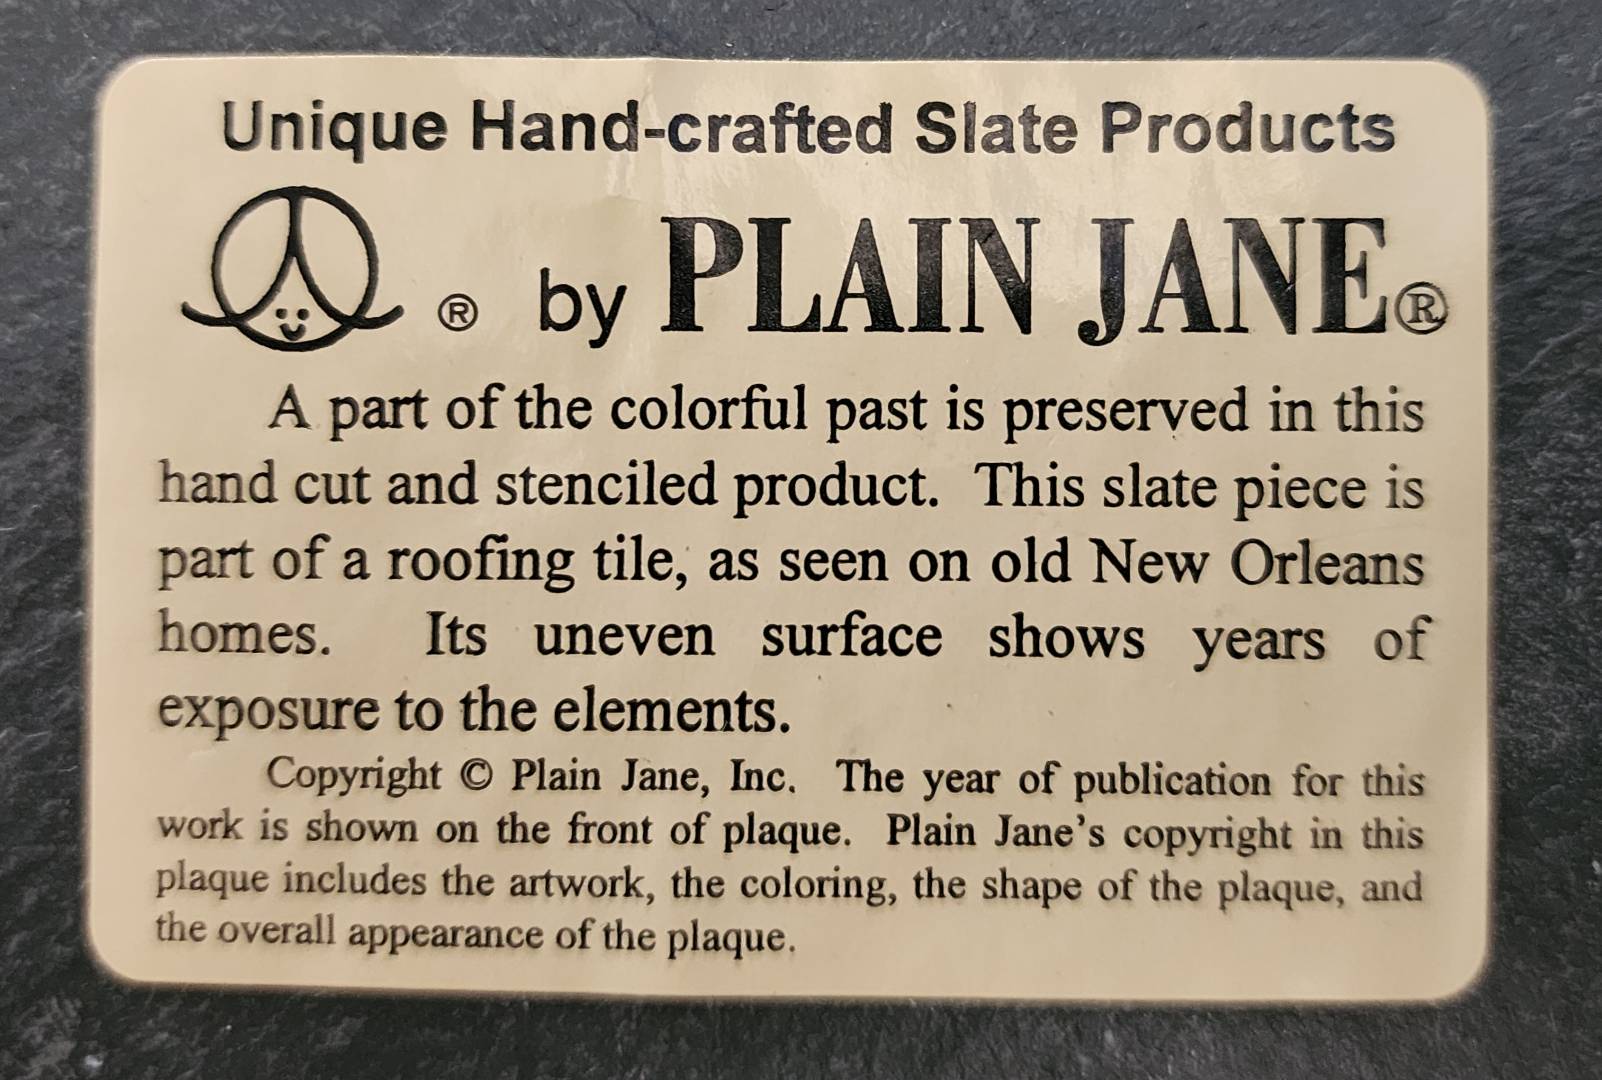 Unique Hand-crafted Slate Products
® by PLAIN JANE®
A part of the colorful past is preserved in this
hand cut and stenciled product. This slate piece is
part of a roofing tile, as seen on old New Orleans
homes. Its uneven surface shows years of
exposure to the elements.
Copyright © Plain Jane, Inc. The year of publication for this
work is shown on the front of plaque. Plain Jane's copyright in this
plaque includes the artwork, the coloring, the shape of the plaque, and
the overall appearance of the plaque.